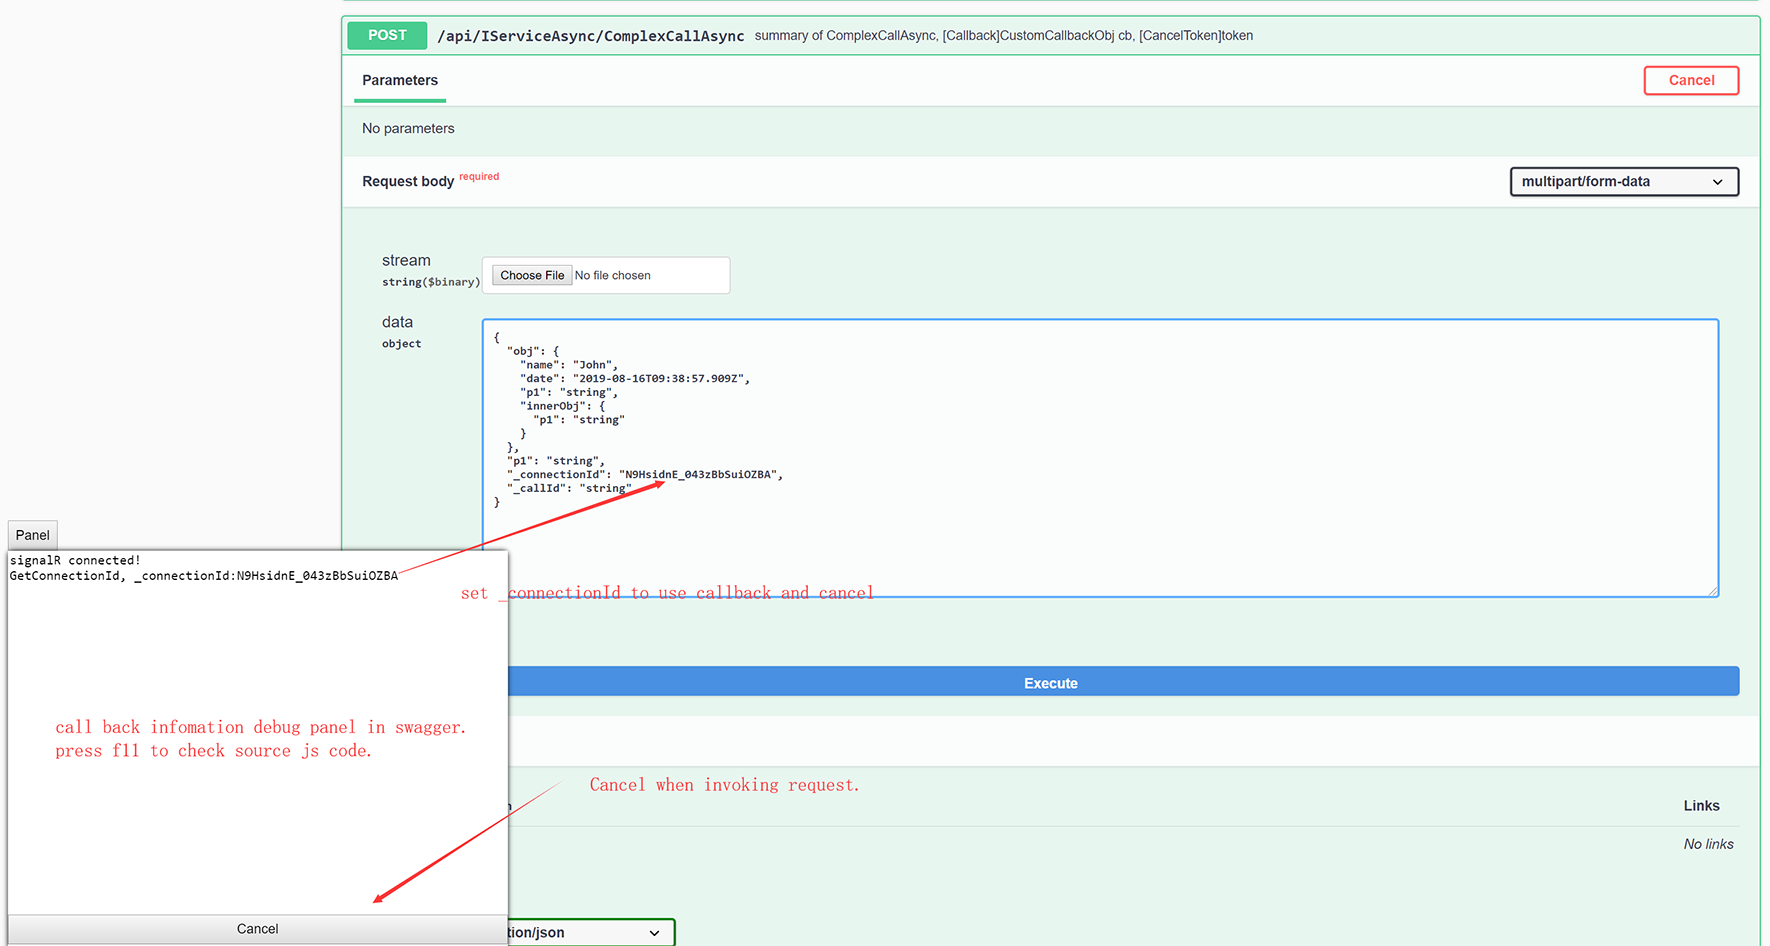 POST /api/IServiceAsync/ComplexCallAsync summary of ComplexCallAsync, [Callback]CustomCallbackObj cb, [CancelToken]token
Parameters
Cancel
No parameters
Request body required
multipart/form-data
stream
string($binary)
Choose File No file chosen
data
object
{
"obj": {
"name": "John",
"date": "2019-08-16T09:38:57.909Z",
"p1": "string",
"innerObj": {
"p1": "string"
}
},
"p1": "string",
"_connectionId": "N9HsidnE_043zBbSuiOZBA",
"_callId": "string"
}
Panel
signalR connected!
GetConnectionId, _connectionId:N9HsidnE_043zBbSuiOZBA
set _connectionId to use callback and cancel
Execute
call back infomation debug panel in swagger.
press f11 to check source js code.
Cancel when invoking request.
Links
No links
Cancel
tion/json